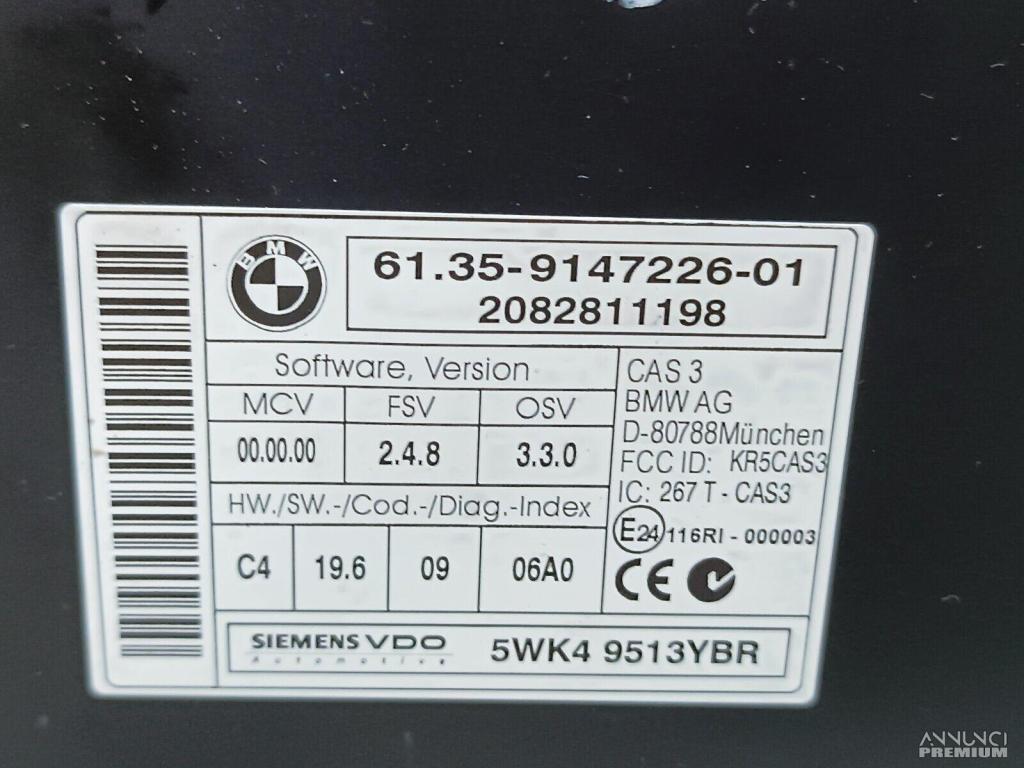 BMW
61.35-9147226-01
2082811198
Software, Version
MCV FSV OSV
00.00.00 2.4.8 3.3.0
HW./SW.-/Cod.-/Diag.-Index
C4 19.6 09 06A0
CAS 3
BMW AG
D-80788München
FCC ID: KR5CAS3
IC: 267 T - CAS3
E24 116RI - 000003
CE
SIEMENS VDO
Automotive
5WK4 9513YBR
ANNUNCI
PREMIUM